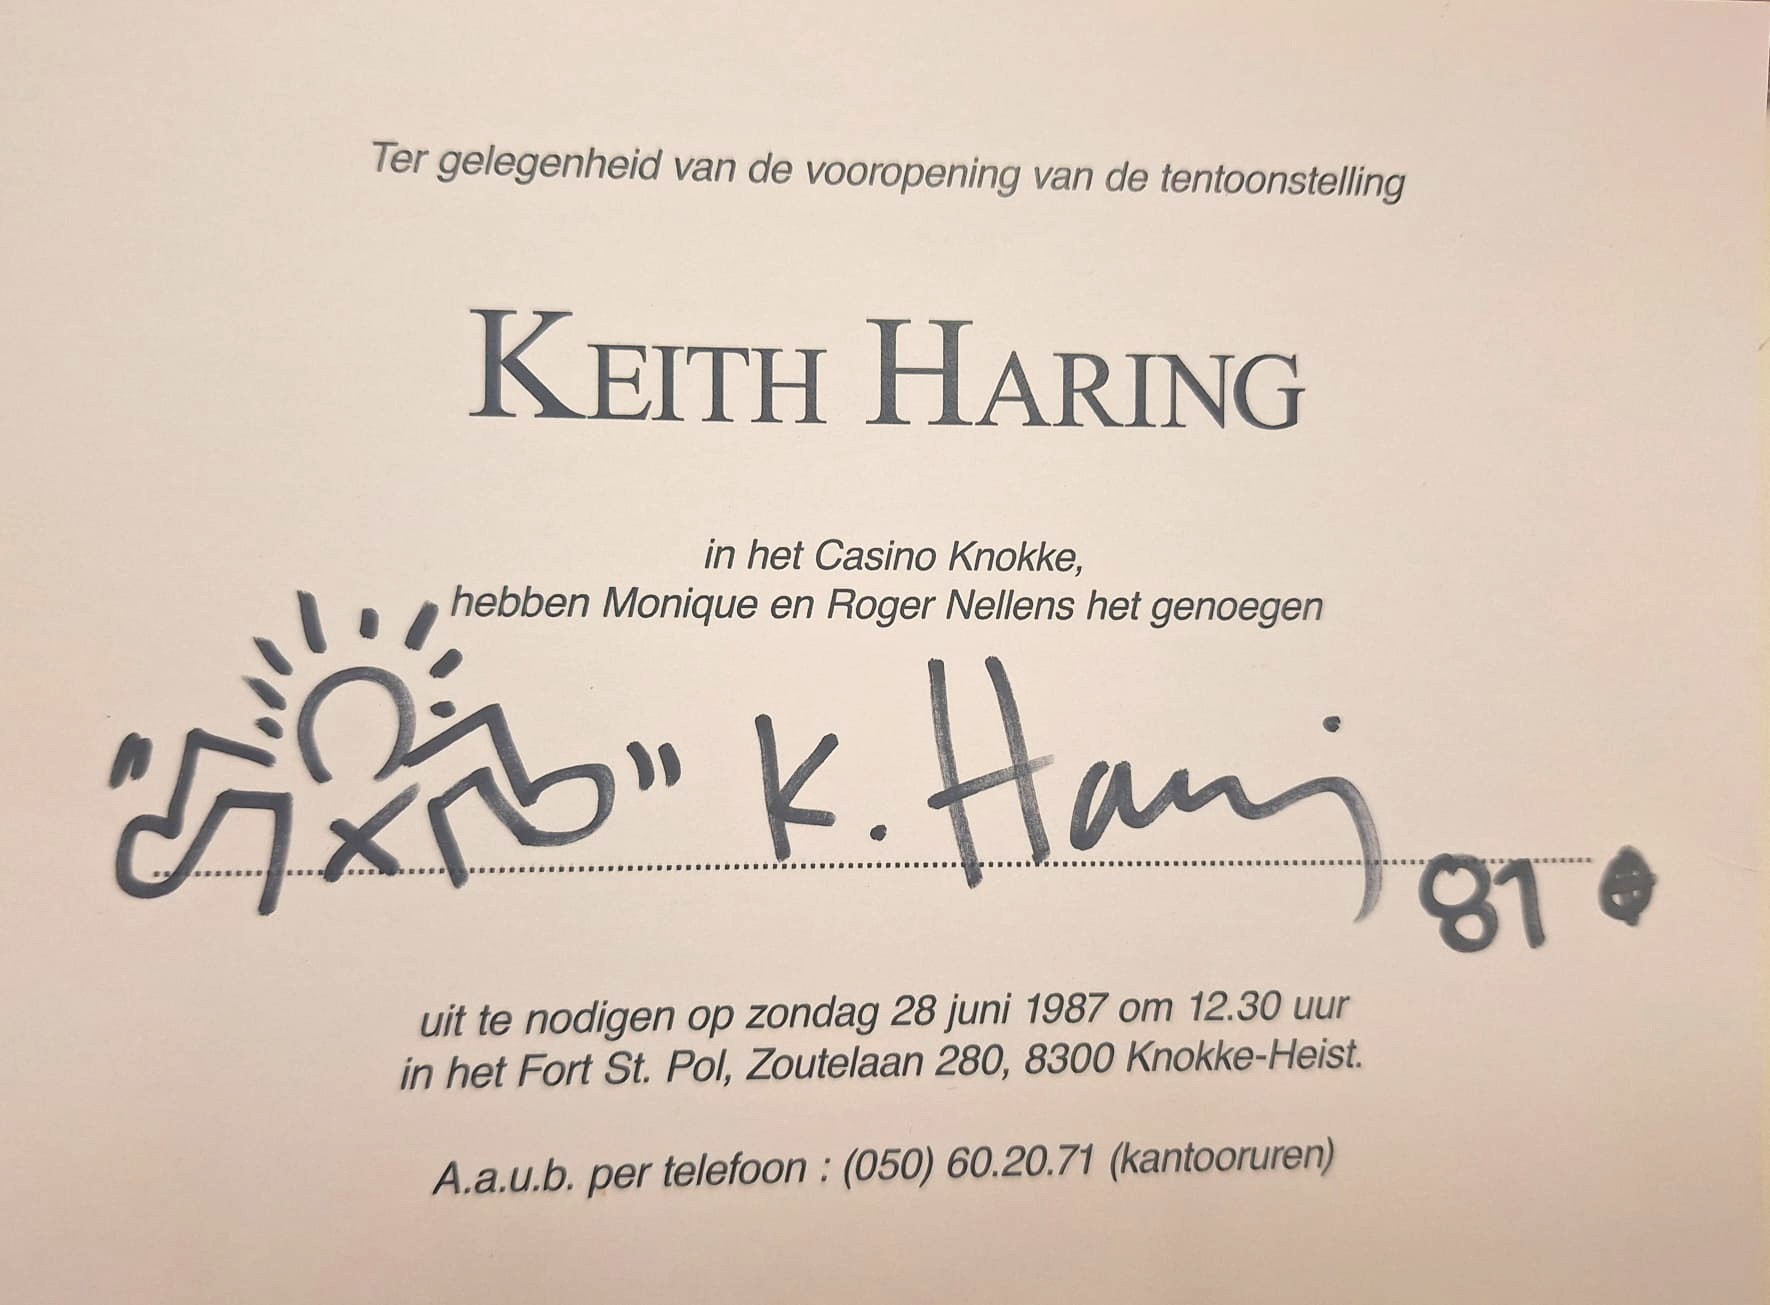 Ter gelegenheid van de vooropening van de tentoonstelling
KEITH HARING
in het Casino Knokke,
hebben Monique en Roger Nellens het genoegen
" " K. Haring 87
uit te nodigen op zondag 28 juni 1987 om 12.30 uur
in het Fort St. Pol, Zoutelaan 280, 8300 Knokke-Heist.
A.a.u.b. per telefoon : (050) 60.20.71 (kantooruren)